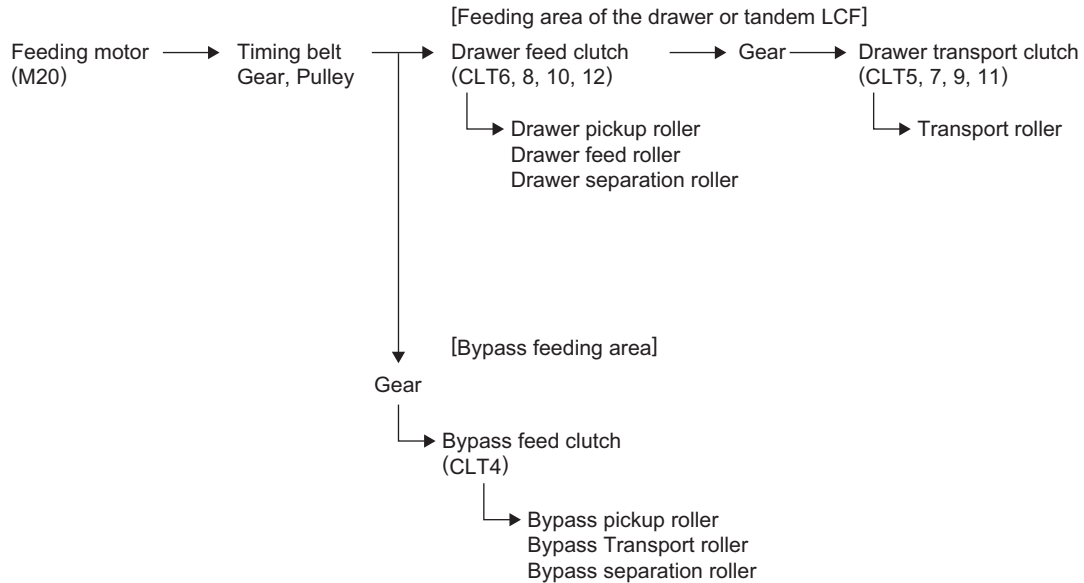 [Feeding area of the drawer or tandem LCF]
Feeding motor
(M20)
Timing belt
Gear, Pulley
Drawer feed clutch
(CLT6, 8, 10, 12)
Gear
Drawer transport clutch
(CLT5, 7, 9, 11)
Drawer pickup roller
Drawer feed roller
Drawer separation roller
Transport roller
[Bypass feeding area]
Gear
Bypass feed clutch
(CLT4)
Bypass pickup roller
Bypass Transport roller
Bypass separation roller